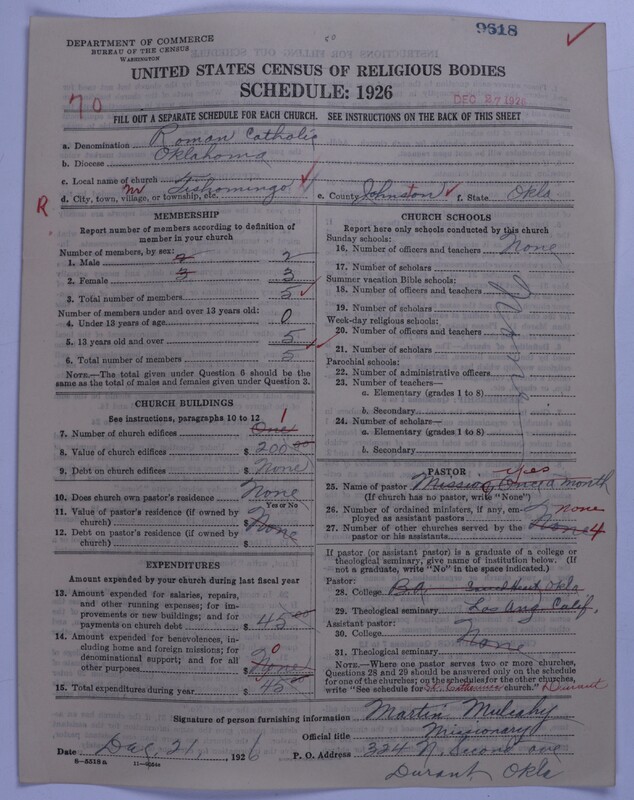 9618
DEPARTMENT OF COMMERCE
BUREAU OF THE CENSUS
WASHINGTON
UNITED STATES CENSUS OF RELIGIOUS BODIES
SCHEDULE: 1926
70
DEC 27 1926
FILL OUT A SEPARATE SCHEDULE FOR EACH CHURCH. SEE INSTRUCTIONS ON THE BACK OF THIS SHEET
a. Denomination Roman Catholic
b. Diocese Oklahoma
c. Local name of church
R
d. City, town, village, or township, etc. Tishomingo e. County Johnston f. State Okla
MEMBERSHIP
Report number of members according to definition of
member in your church
Number of members, by sex:
1. Male 2
2. Female 3
3. Total number of members 5
Number of members under and over 13 years old:
4. Under 13 years of age 0
5. 13 years old and over 5
6. Total number of members 5
NOTE.—The total given under Question 6 should be
same as the total of males and females given under Question 3.
CHURCH BUILDINGS
See instructions, paragraphs 10 to 12
7. Number of church edifices One 1
8. Value of church edifices $ 200 00
9. Debt on church edifices $ None
10. Does church own pastor's residence None
Yes or No
11. Value of pastor's residence (if owned by
church) $ None
12. Debt on pastor's residence (if owned by
church) $
EXPENDITURES
Amount expended by your church during last fiscal year
13. Amount expended for salaries, repairs,
and other running expenses; for im-
provements or new buildings; and for
payments on church debt $ 45 00
14. Amount expended for benevolences, in-
cluding home and foreign missions; for
denominational support; and for all
other purposes $ None 0
15. Total expenditures during year $ 45
CHURCH SCHOOLS
Report here only schools conducted by this church
Sunday schools:
16. Number of officers and teachers None
17. Number of scholars
Summer vacation Bible schools:
18. Number of officers and teachers
19. Number of scholars
Week-day religious schools:
20. Number of officers and teachers
21. Number of scholars
Parochial schools:
22. Number of administrative officers
23. Number of teachers—
a. Elementary (grades 1 to 8)
b. Secondary
24. Number of scholars—
a. Elementary (grades 1 to 8)
b. Secondary
None
PASTOR
yes
25. Name of pastor Mission Once a month
(If church has no pastor, write "None")
26. Number of ordained ministers, if any, em-
ployed as assistant pastors none
27. Number of other churches served by the
pastor or his assistants None 4
If pastor (or assistant pastor) is a graduate of a college or
theological seminary, give name of institution below. (If
not a graduate, write "No" in the space indicated.)
Pastor:
28. College B.A. Okla
29. Theological seminary Los Ang. Calif.
Assistant pastor:
30. College None
31. Theological seminary
NOTE.—Where one pastor serves two or more churches,
Questions 28 and 29 should be answered only on the schedule
for one of the churches; on the schedules for the other churches,
write "See schedule for St. Catherines church." Durant
Signature of person furnishing information Martin Mulcahy
Official title Missionary
Date Dec, 21, 1926 P. O. Address 324 N. Second ave
8-5518a
Durant Okla